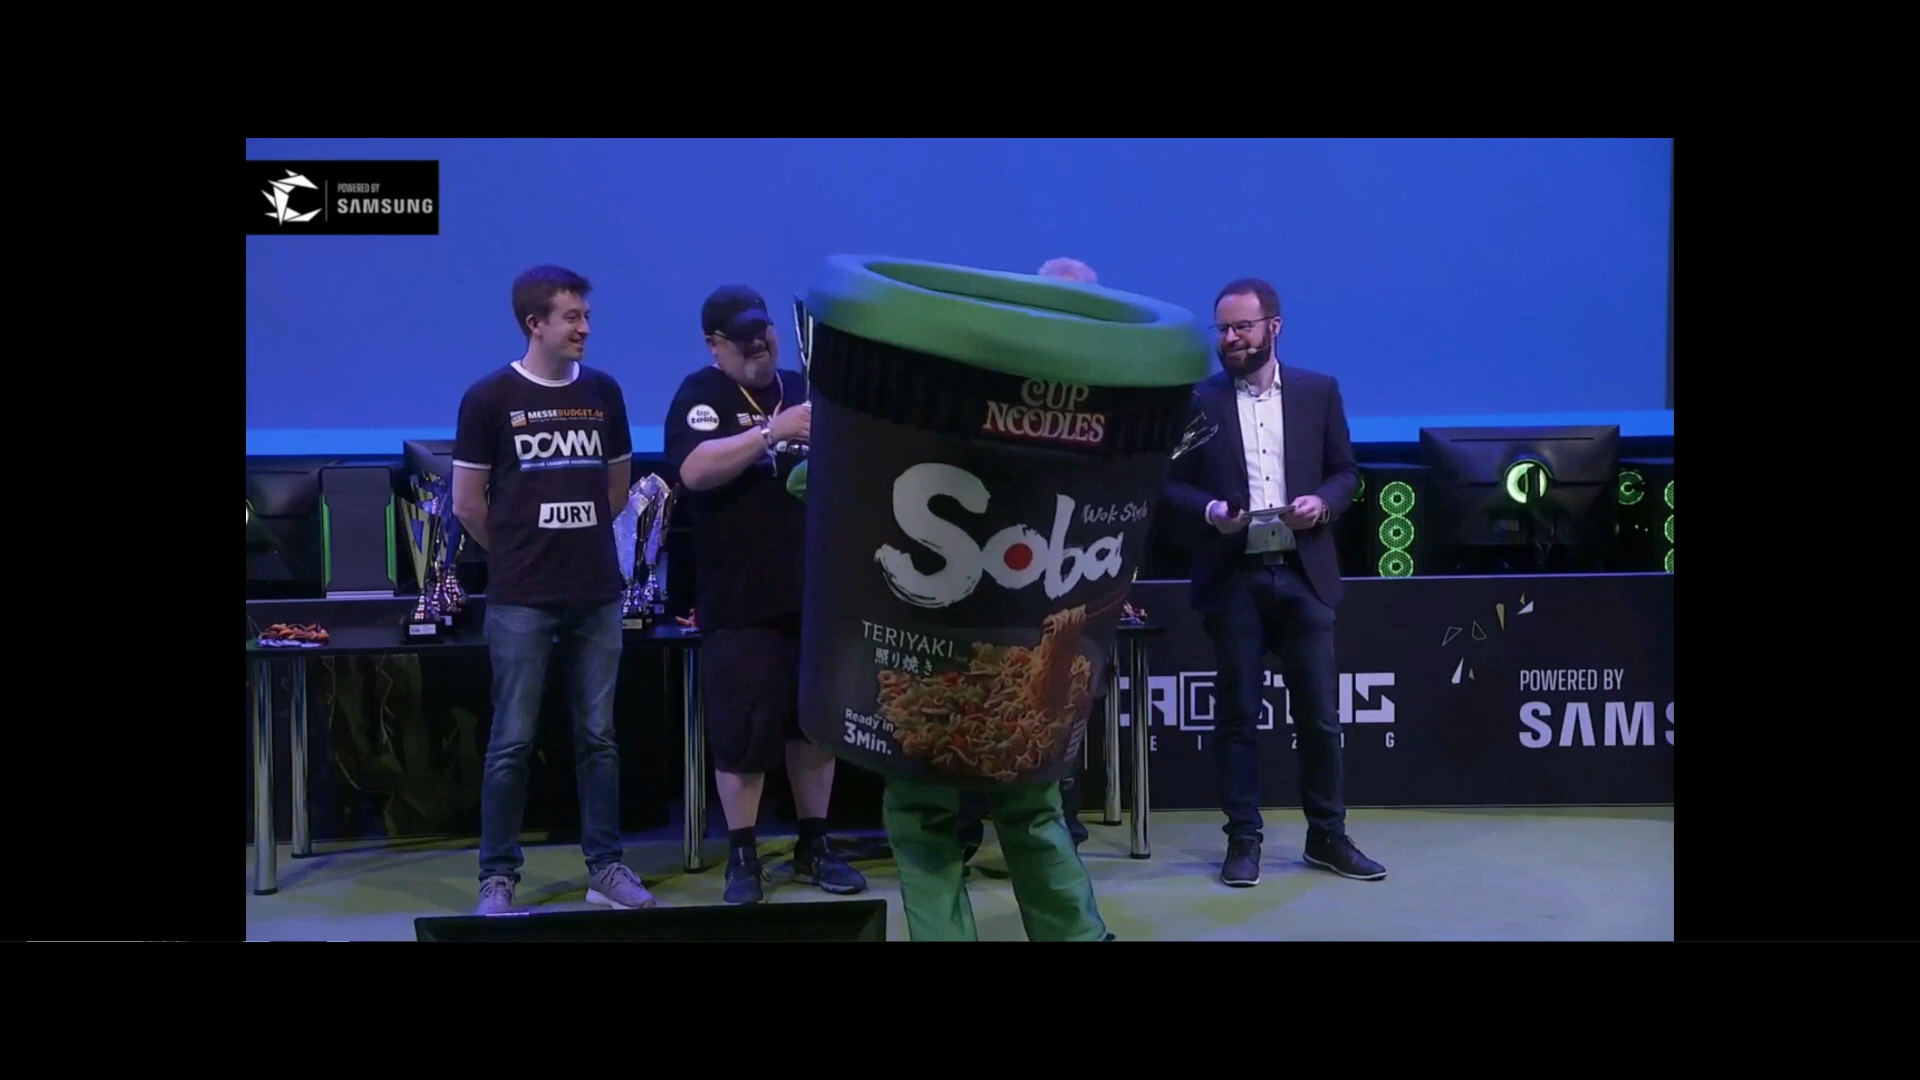 POWERED BY
SAMSUNG
MESSEBUDGET.de
DCMM
JURY
tools
CUP
NOODLES
Soba
Wok Style
TERIYAKI
照り焼き
Ready in
3Min.
POWERED BY
SAMS